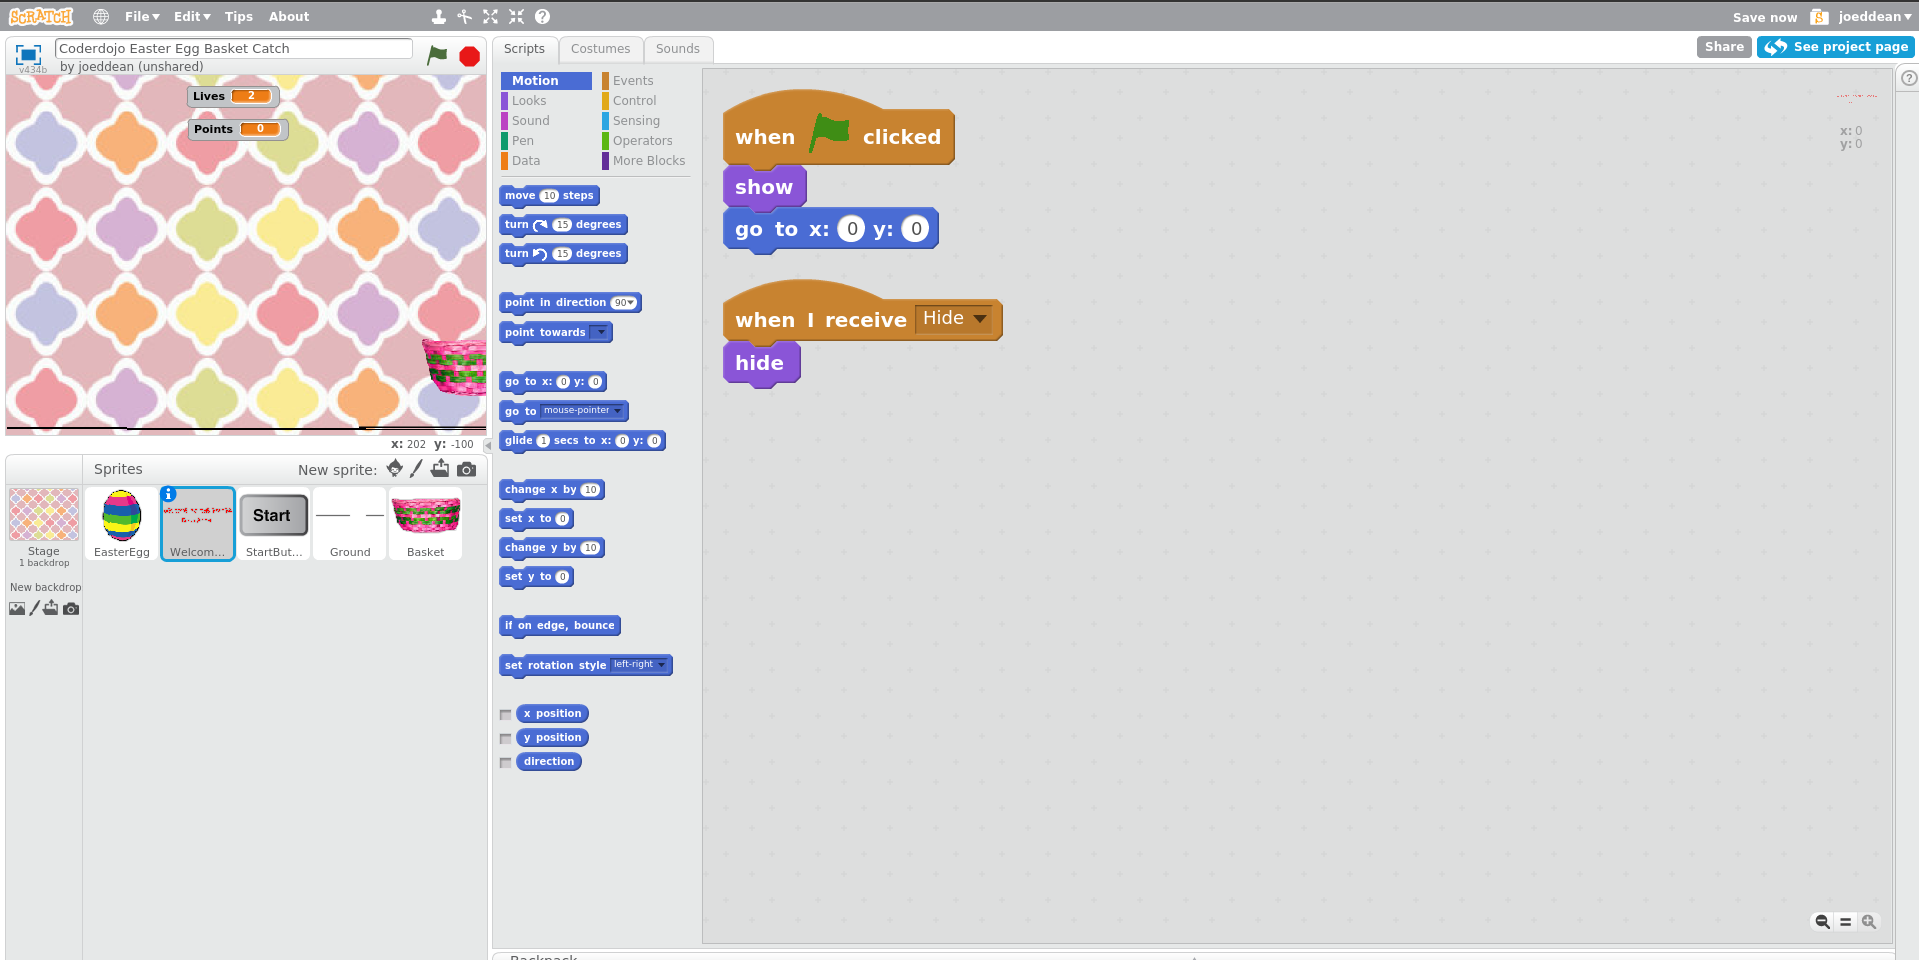 SCRATCH
File
Edit
Tips
About
Save now
joeddean
v434b
Coderdojo Easter Egg Basket Catch
by joeddean (unshared)
Lives 2
Points 0
x: 202 y: -100
Sprites
New sprite:
Stage
1 backdrop
New backdrop
EasterEgg
Welcom...
Start
StartBut...
Ground
Basket
Scripts
Costumes
Sounds
Share
See project page
Motion
Looks
Sound
Pen
Data
Events
Control
Sensing
Operators
More Blocks
move 10 steps
turn 15 degrees
turn 15 degrees
point in direction 90
point towards
go to x: 0 y: 0
go to mouse-pointer
glide 1 secs to x: 0 y: 0
change x by 10
set x to 0
change y by 10
set y to 0
if on edge, bounce
set rotation style left-right
x position
y position
direction
when clicked
show
go to x: 0 y: 0
when I receive Hide
hide
x: 0
y: 0
Backpack